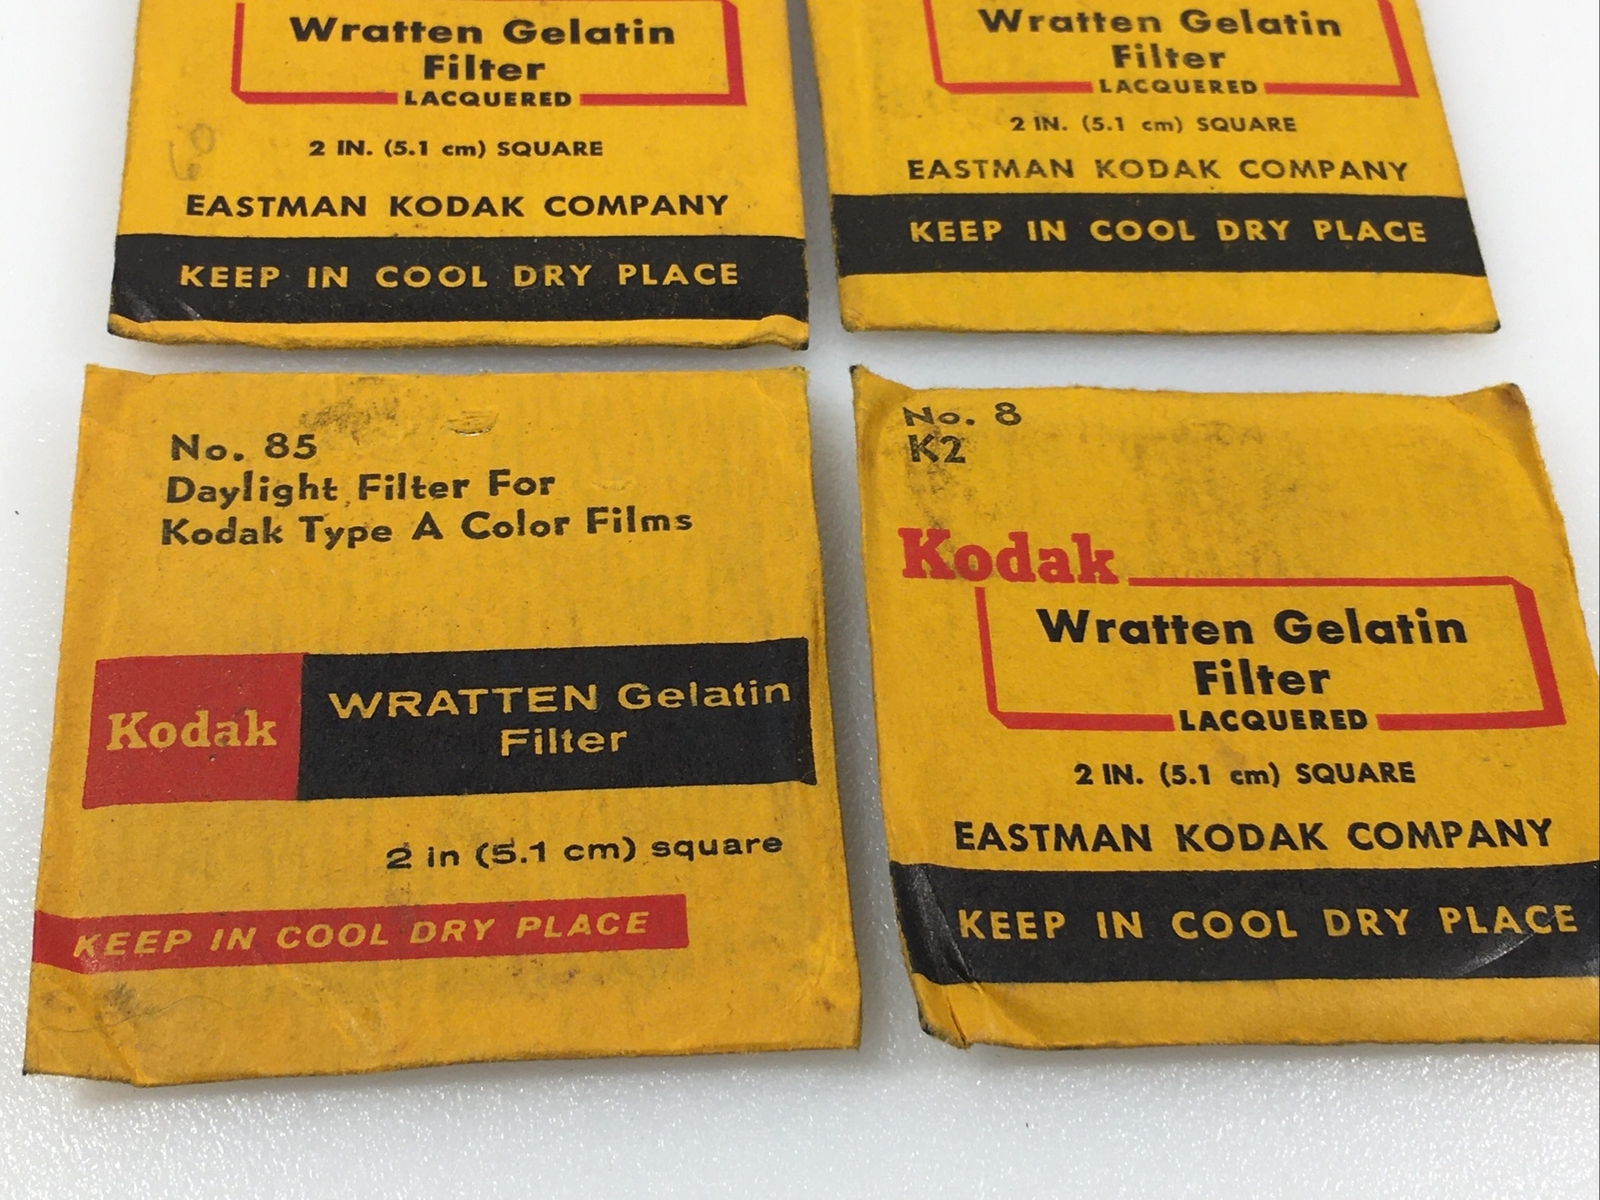 Wratten Gelatin
Filter
LACQUERED
2 IN. (5.1 cm) SQUARE
EASTMAN KODAK COMPANY
KEEP IN COOL DRY PLACE
Wratten Gelatin
Filter
LACQUERED
2 IN. (5.1 cm) SQUARE
EASTMAN KODAK COMPANY
KEEP IN COOL DRY PLACE
No. 85
Daylight Filter For
Kodak Type A Color Films
Kodak
WRATTEN Gelatin
Filter
2 in (5.1 cm) square
KEEP IN COOL DRY PLACE
No. 8
K2
Kodak
Wratten Gelatin
Filter
LACQUERED
2 IN. (5.1 cm) SQUARE
EASTMAN KODAK COMPANY
KEEP IN COOL DRY PLACE